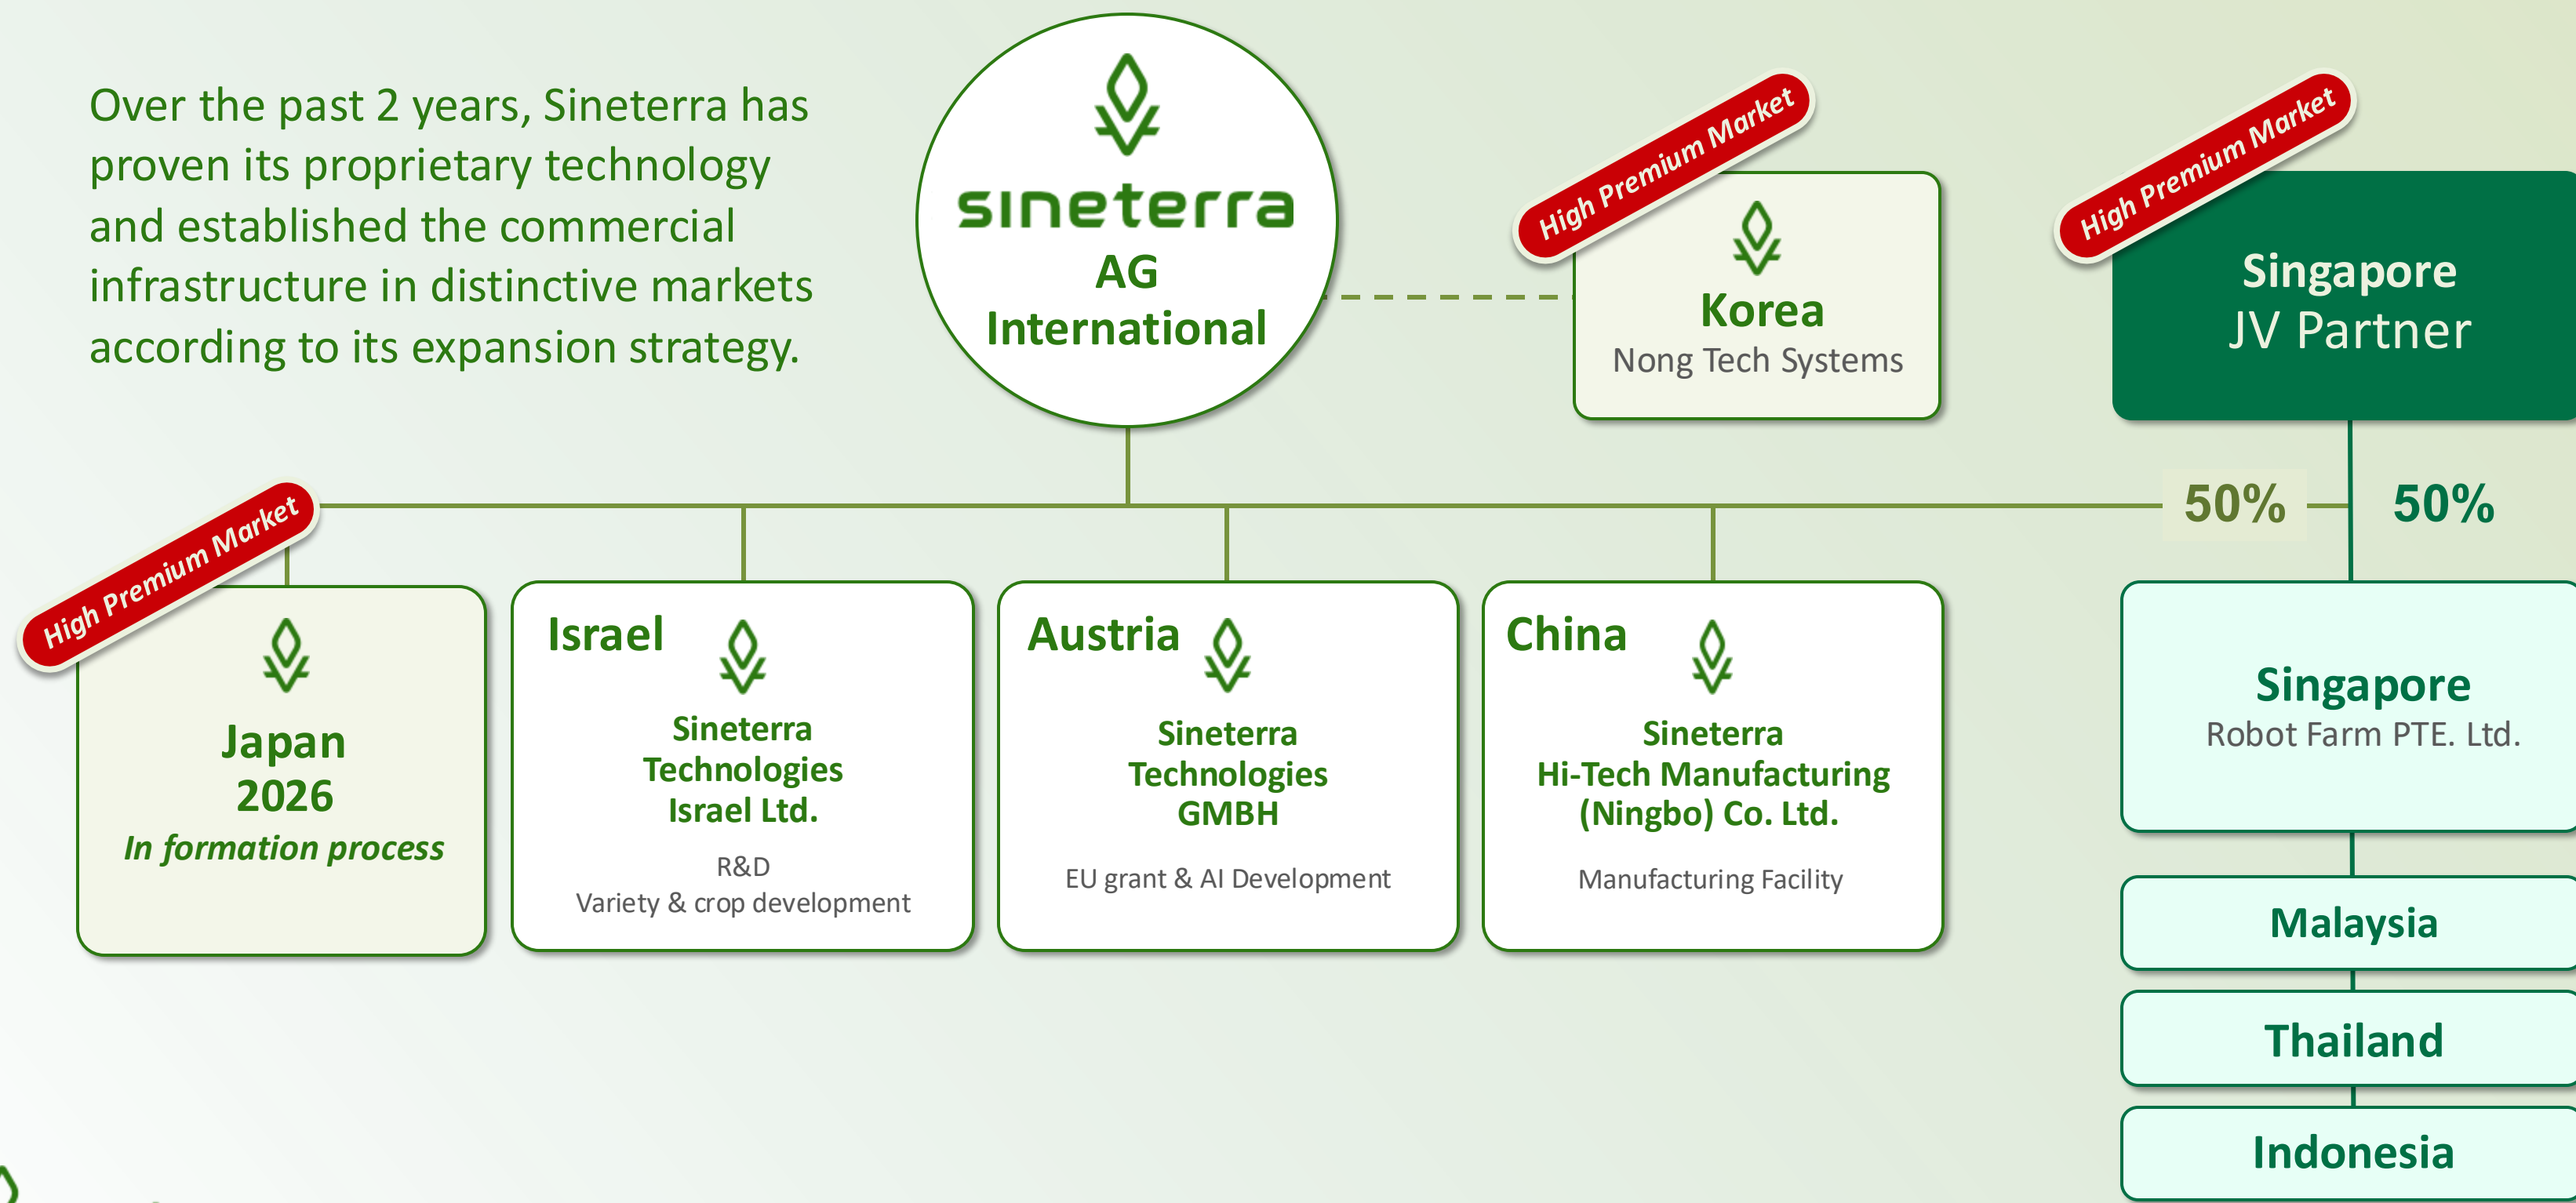 Over the past 2 years, Sineterra has
proven its proprietary technology
and established the commercial
infrastructure in distinctive markets
according to its expansion strategy.
sineterra
AG
International
High Premium Market
Korea
Nong Tech Systems
High Premium Market
Singapore
JV Partner
50%
50%
High Premium Market
Japan
2026
In formation process
Israel
Sineterra
Technologies
Israel Ltd.
R&D
Variety & crop development
Austria
Sineterra
Technologies
GMBH
EU grant & AI Development
China
Sineterra
Hi-Tech Manufacturing
(Ningbo) Co. Ltd.
Manufacturing Facility
Singapore
Robot Farm PTE. Ltd.
Malaysia
Thailand
Indonesia